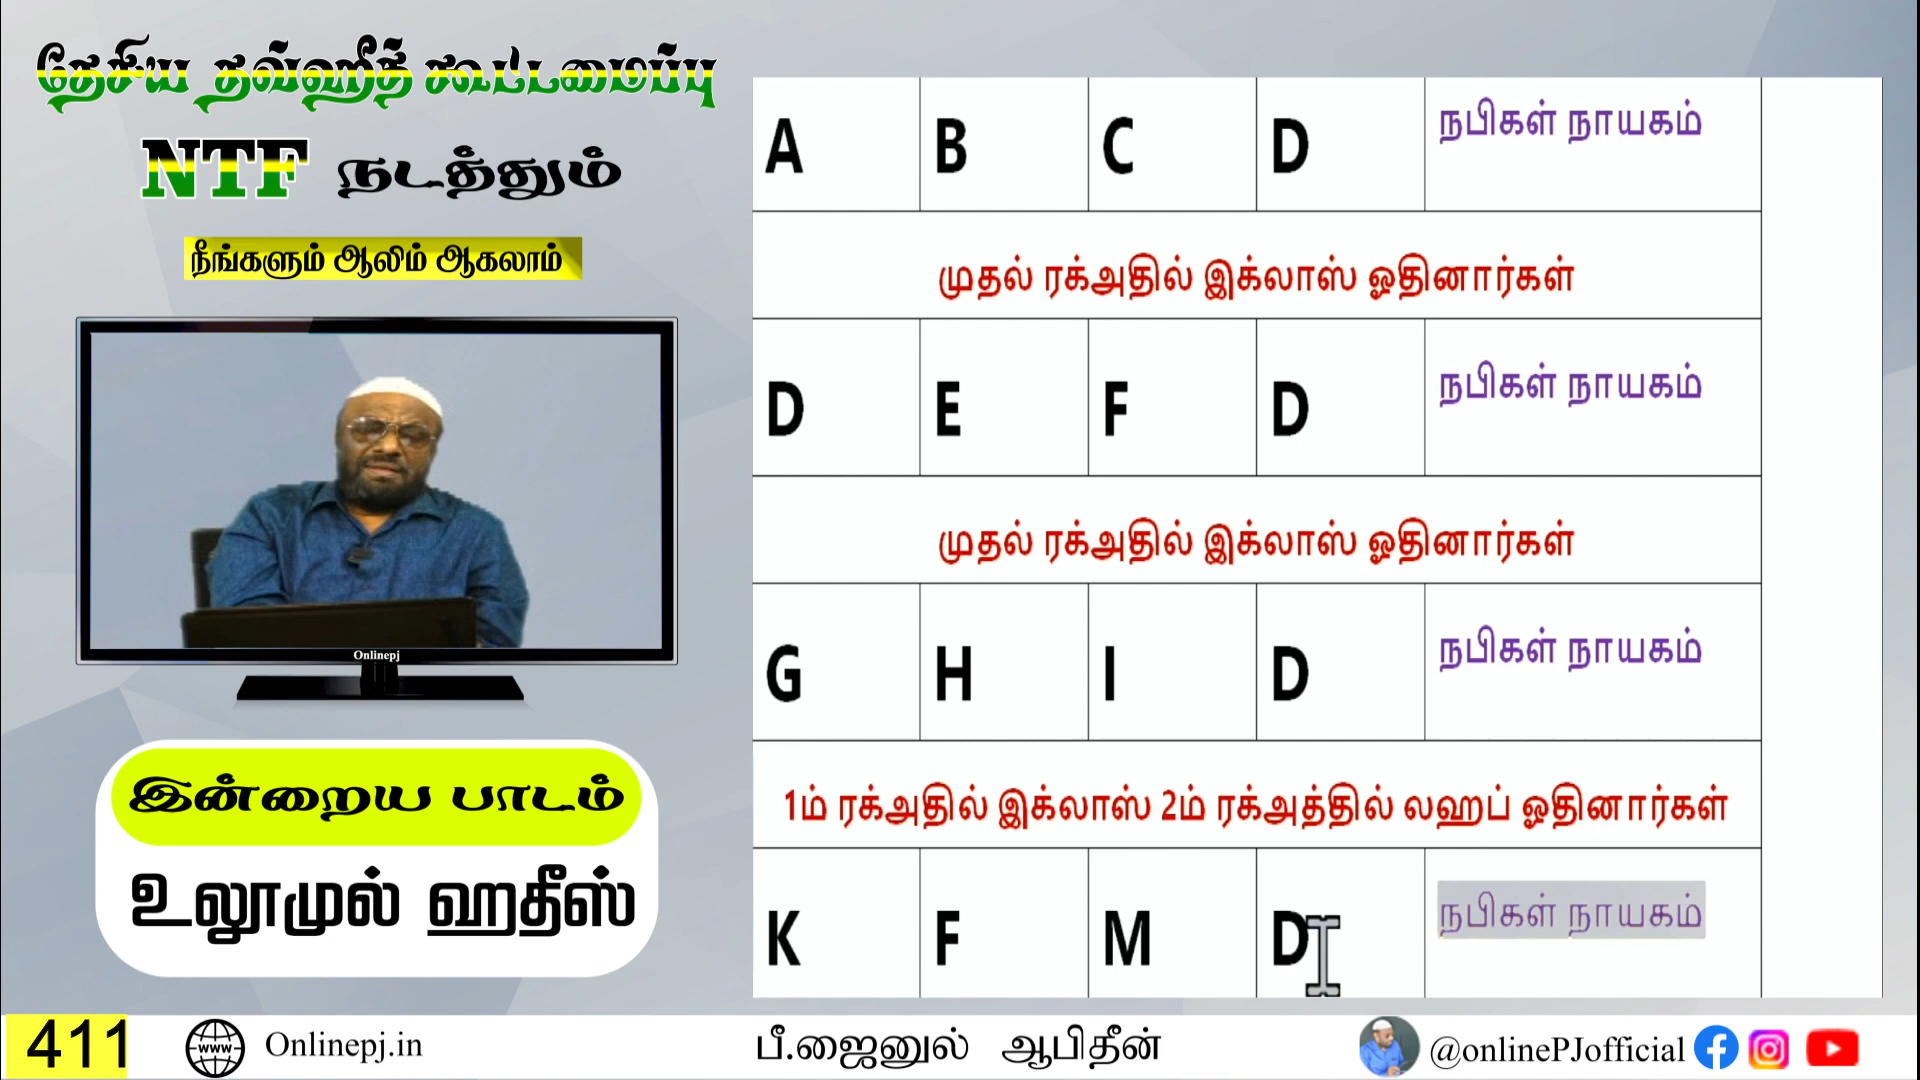 தேசிய தவ்ஹீத் கூட்டமைப்பு
NTF நடத்தும்
நீங்களும் ஆலிம் ஆகலாம்
Onlinepj
இன்றைய பாடம்
உலூமுல் ஹதீஸ்
A B C D நபிகள் நாயகம்
முதல் ரக்அதில் இக்லாஸ் ஓதினார்கள்
D E F D நபிகள் நாயகம்
முதல் ரக்அதில் இக்லாஸ் ஓதினார்கள்
G H I D நபிகள் நாயகம்
1ம் ரக்அதில் இக்லாஸ் 2ம் ரக்அத்தில் லஹப் ஓதினார்கள்
K F M D நபிகள் நாயகம்
411 www Onlinepj.in பீ.ஜைனுல் ஆபிதீன் @onlinePJofficial